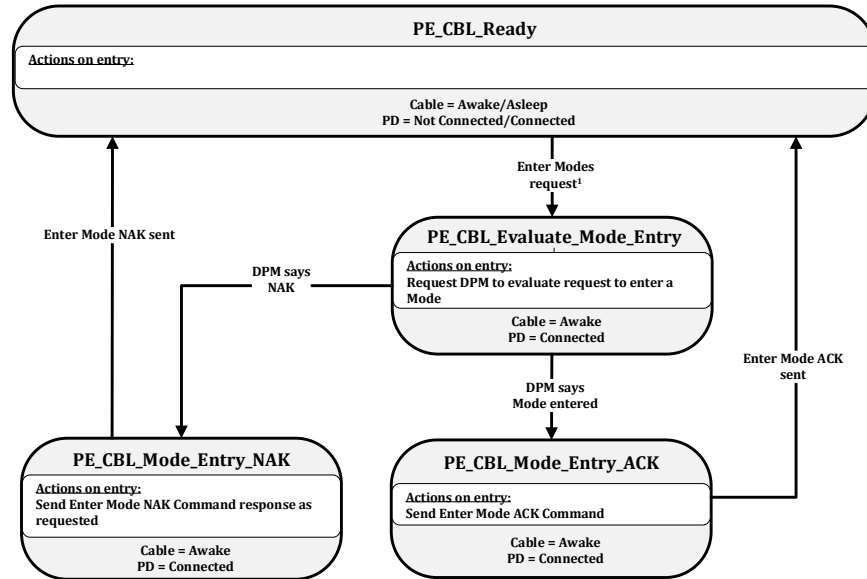 PE_CBL_Ready
Actions on entry:
Cable = Awake/Asleep
PD = Not Connected/Connected
Enter Modes
request¹
Enter Mode NAK sent
PE_CBL_Evaluate_Mode_Entry
Actions on entry:
Request DPM to evaluate request to enter a
Mode
Cable = Awake
PD = Connected
DPM says
NAK
Enter Mode ACK
sent
DPM says
Mode entered
PE_CBL_Mode_Entry_NAK
Actions on entry:
Send Enter Mode NAK Command response as
requested
Cable = Awake
PD = Connected
PE_CBL_Mode_Entry_ACK
Actions on entry:
Send Enter Mode ACK Command
Cable = Awake
PD = Connected